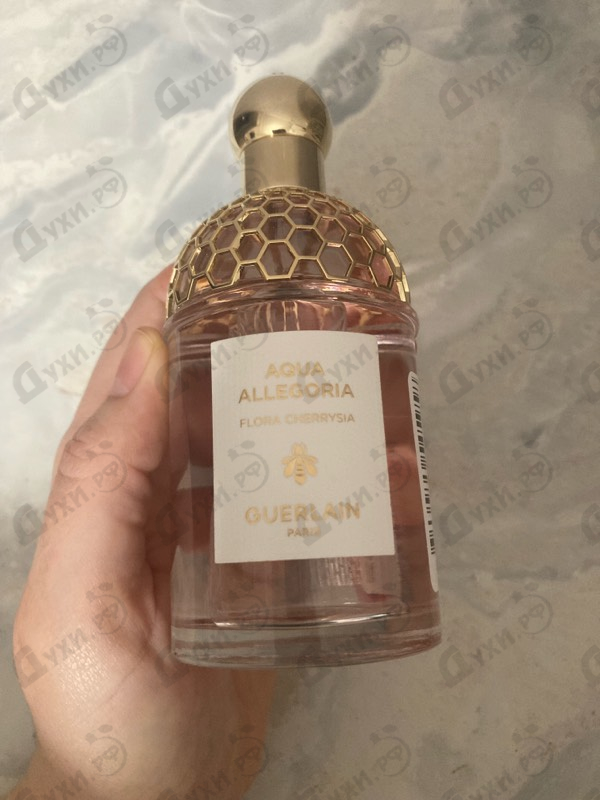 AQUA
ALLEGORIA
FLORA CHERRYSIA
GUERLAIN
PARIS
Духи.РФ